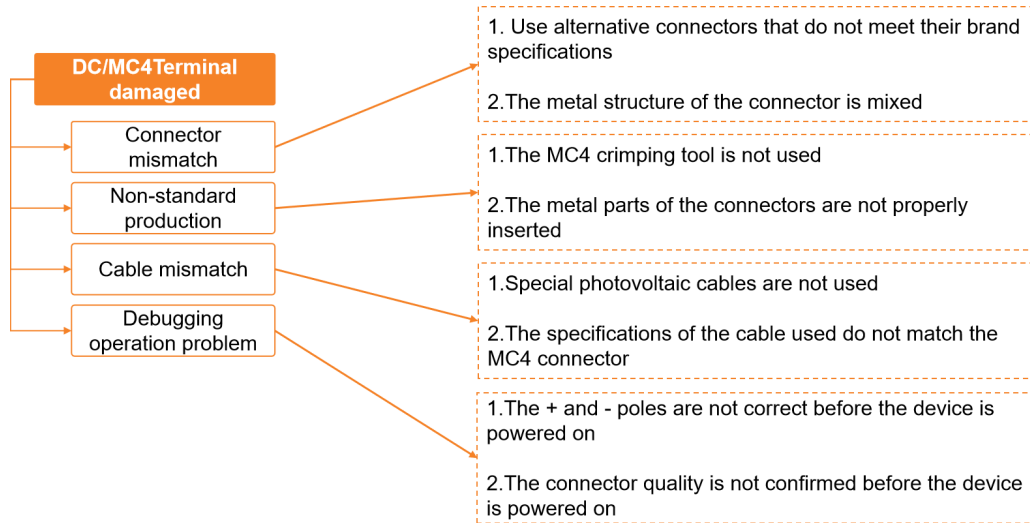 DC/MC4Terminal
damaged
Connector
mismatch
Non-standard
production
Cable mismatch
Debugging
operation problem
1. Use alternative connectors that do not meet their brand
specifications
2.The metal structure of the connector is mixed
1.The MC4 crimping tool is not used
2.The metal parts of the connectors are not properly
inserted
1.Special photovoltaic cables are not used
2.The specifications of the cable used do not match the
MC4 connector
1.The + and - poles are not correct before the device is
powered on
2.The connector quality is not confirmed before the device
is powered on